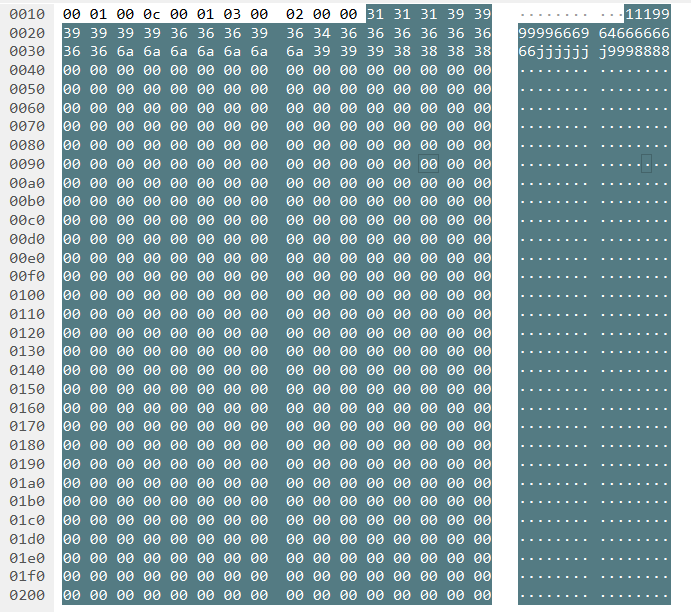 0010 00 01 00 0c 00 01 03 00 02 00 00 31 31 31 39 39 ........ ...11199
0020 39 39 39 39 36 36 36 39 36 34 36 36 36 36 36 36 99996669 64666666
0030 36 36 6a 6a 6a 6a 6a 6a 6a 39 39 39 38 38 38 38 66jjjjjj j9998888
0040 00 00 00 00 00 00 00 00 00 00 00 00 00 00 00 00 ........ ........
0050 00 00 00 00 00 00 00 00 00 00 00 00 00 00 00 00 ........ ........
0060 00 00 00 00 00 00 00 00 00 00 00 00 00 00 00 00 ........ ........
0070 00 00 00 00 00 00 00 00 00 00 00 00 00 00 00 00 ........ ........
0080 00 00 00 00 00 00 00 00 00 00 00 00 00 00 00 00 ........ ........
0090 00 00 00 00 00 00 00 00 00 00 00 00 00 00 00 00 ........ ........
00a0 00 00 00 00 00 00 00 00 00 00 00 00 00 00 00 00 ........ ........
00b0 00 00 00 00 00 00 00 00 00 00 00 00 00 00 00 00 ........ ........
00c0 00 00 00 00 00 00 00 00 00 00 00 00 00 00 00 00 ........ ........
00d0 00 00 00 00 00 00 00 00 00 00 00 00 00 00 00 00 ........ ........
00e0 00 00 00 00 00 00 00 00 00 00 00 00 00 00 00 00 ........ ........
00f0 00 00 00 00 00 00 00 00 00 00 00 00 00 00 00 00 ........ ........
0100 00 00 00 00 00 00 00 00 00 00 00 00 00 00 00 00 ........ ........
0110 00 00 00 00 00 00 00 00 00 00 00 00 00 00 00 00 ........ ........
0120 00 00 00 00 00 00 00 00 00 00 00 00 00 00 00 00 ........ ........
0130 00 00 00 00 00 00 00 00 00 00 00 00 00 00 00 00 ........ ........
0140 00 00 00 00 00 00 00 00 00 00 00 00 00 00 00 00 ........ ........
0150 00 00 00 00 00 00 00 00 00 00 00 00 00 00 00 00 ........ ........
0160 00 00 00 00 00 00 00 00 00 00 00 00 00 00 00 00 ........ ........
0170 00 00 00 00 00 00 00 00 00 00 00 00 00 00 00 00 ........ ........
0180 00 00 00 00 00 00 00 00 00 00 00 00 00 00 00 00 ........ ........
0190 00 00 00 00 00 00 00 00 00 00 00 00 00 00 00 00 ........ ........
01a0 00 00 00 00 00 00 00 00 00 00 00 00 00 00 00 00 ........ ........
01b0 00 00 00 00 00 00 00 00 00 00 00 00 00 00 00 00 ........ ........
01c0 00 00 00 00 00 00 00 00 00 00 00 00 00 00 00 00 ........ ........
01d0 00 00 00 00 00 00 00 00 00 00 00 00 00 00 00 00 ........ ........
01e0 00 00 00 00 00 00 00 00 00 00 00 00 00 00 00 00 ........ ........
01f0 00 00 00 00 00 00 00 00 00 00 00 00 00 00 00 00 ........ ........
0200 00 00 00 00 00 00 00 00 00 00 00 00 00 00 00 00 ........ ........